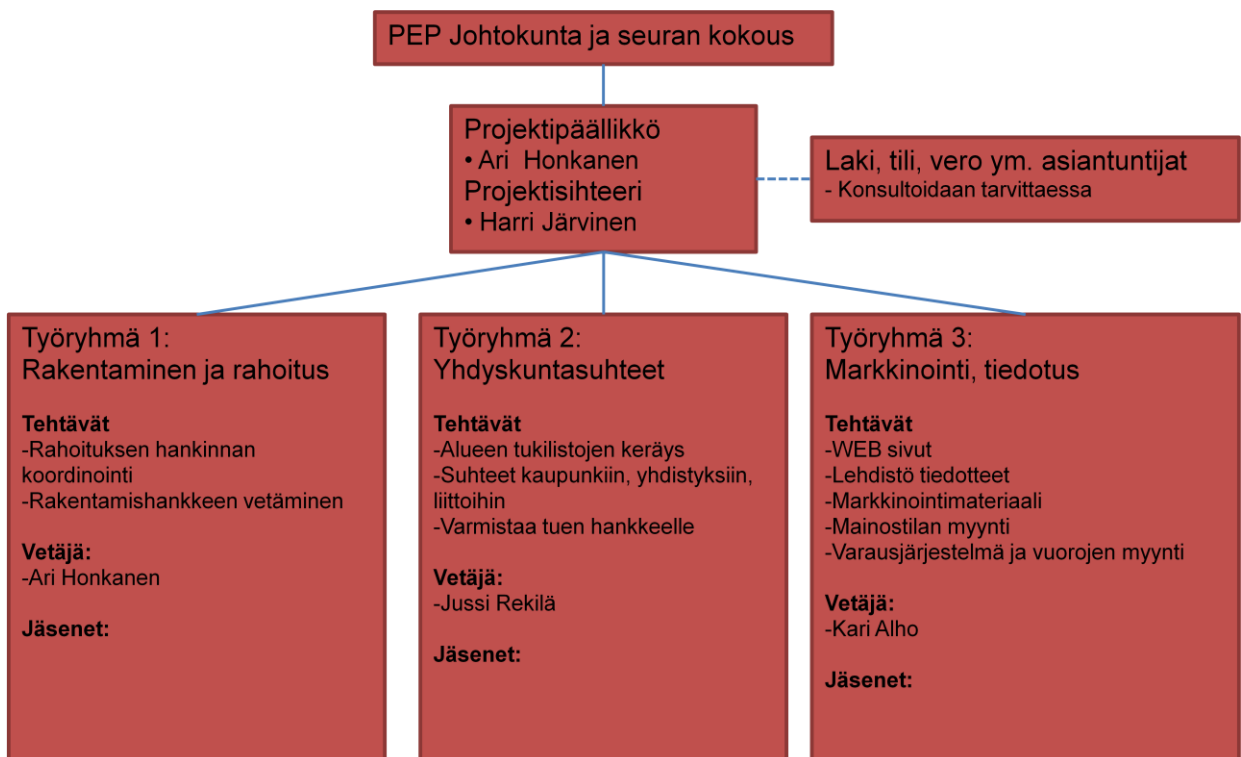 PEP Johtokunta ja seuran kokous
Projektipäällikkö
• Ari Honkanen
Projektisihteeri
• Harri Järvinen
Laki, tili, vero ym. asiantuntijat
- Konsultoidaan tarvittaessa
Työryhmä 1:
Rakentaminen ja rahoitus
Tehtävät
-Rahoituksen hankinnan
koordinointi
-Rakentamishankkeen vetäminen
Vetäjä:
-Ari Honkanen
Jäsenet:
Työryhmä 2:
Yhdyskuntasuhteet
Tehtävät
-Alueen tukilistojen keräys
-Suhteet kaupunkiin, yhdistyksiin,
liittoihin
-Varmistaa tuen hankkeelle
Vetäjä:
-Jussi Rekilä
Jäsenet:
Työryhmä 3:
Markkinointi, tiedotus
Tehtävät
-WEB sivut
-Lehdistö tiedotteet
-Markkinointimateriaali
-Mainostilan myynti
-Varausjärjestelmä ja vuorojen myynti
Vetäjä:
-Kari Alho
Jäsenet: